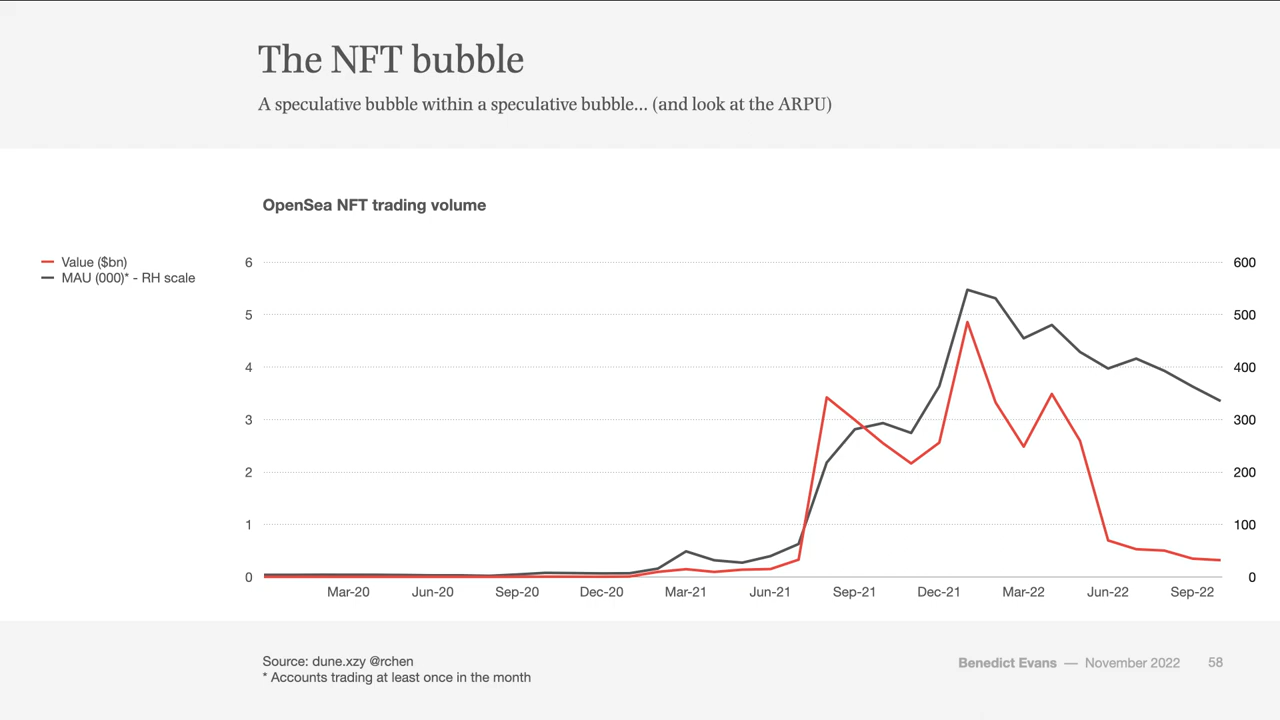 The NFT bubble
A speculative bubble within a speculative bubble... (and look at the ARPU)
OpenSea NFT trading volume
Value ($bn)
MAU (000)* - RH scale
6
5
4
3
2
1
0
600
500
400
300
200
100
0
Mar-20 Jun-20 Sep-20 Dec-20 Mar-21 Jun-21 Sep-21 Dec-21 Mar-22 Jun-22 Sep-22
Source: dune.xzy @rchen
* Accounts trading at least once in the month
Benedict Evans — November 2022 58